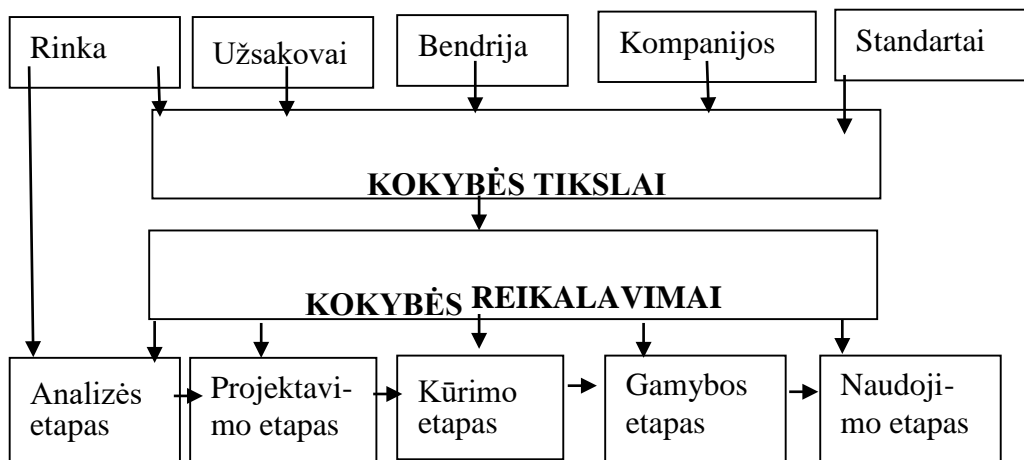 Rinka
Užsakovai
Bendrija
Kompanijos
Standartai
KOKYBĖS TIKSLAI
KOKYBĖS REIKALAVIMAI
Analizės
etapas
Projektavi-
mo etapas
Kūrimo
etapas
Gamybos
etapas
Naudoji-
mo etapas